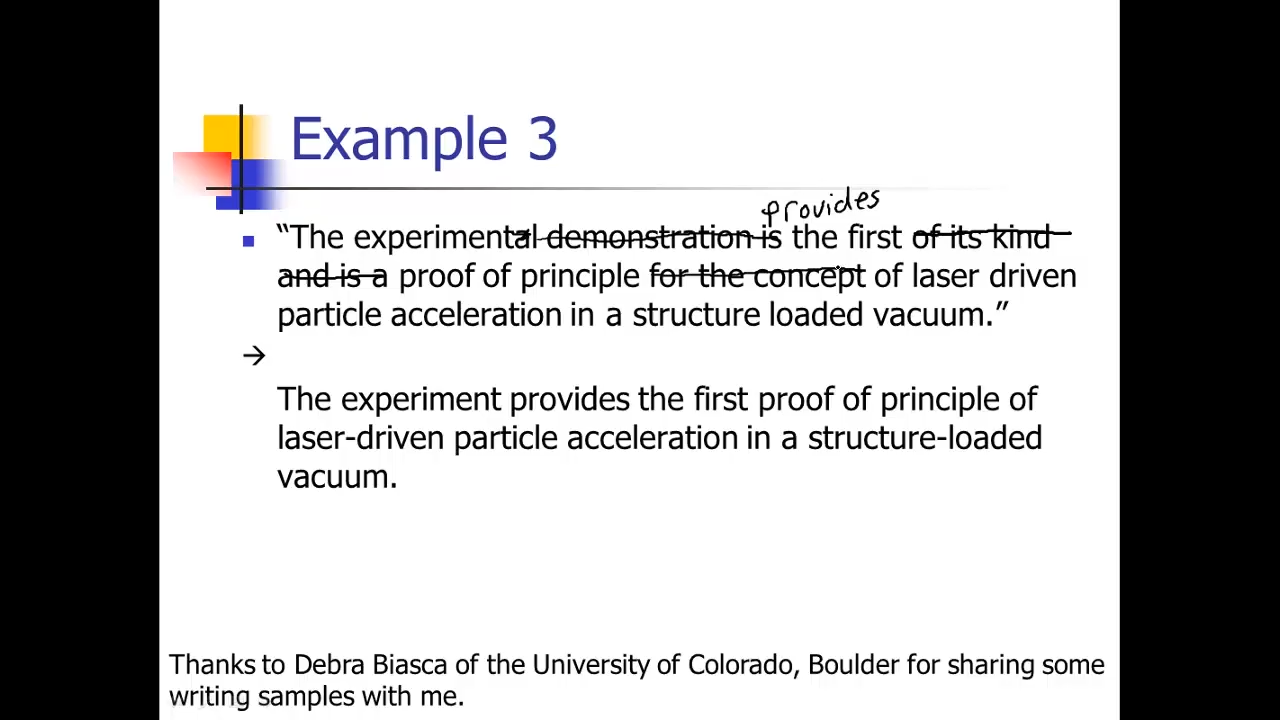 Example 3
provides
“The experimental demonstration is the first of its kind
and is a proof of principle for the concept of laser driven
particle acceleration in a structure loaded vacuum.”
→
The experiment provides the first proof of principle of
laser-driven particle acceleration in a structure-loaded
vacuum.
Thanks to Debra Biasca of the University of Colorado, Boulder for sharing some
writing samples with me.